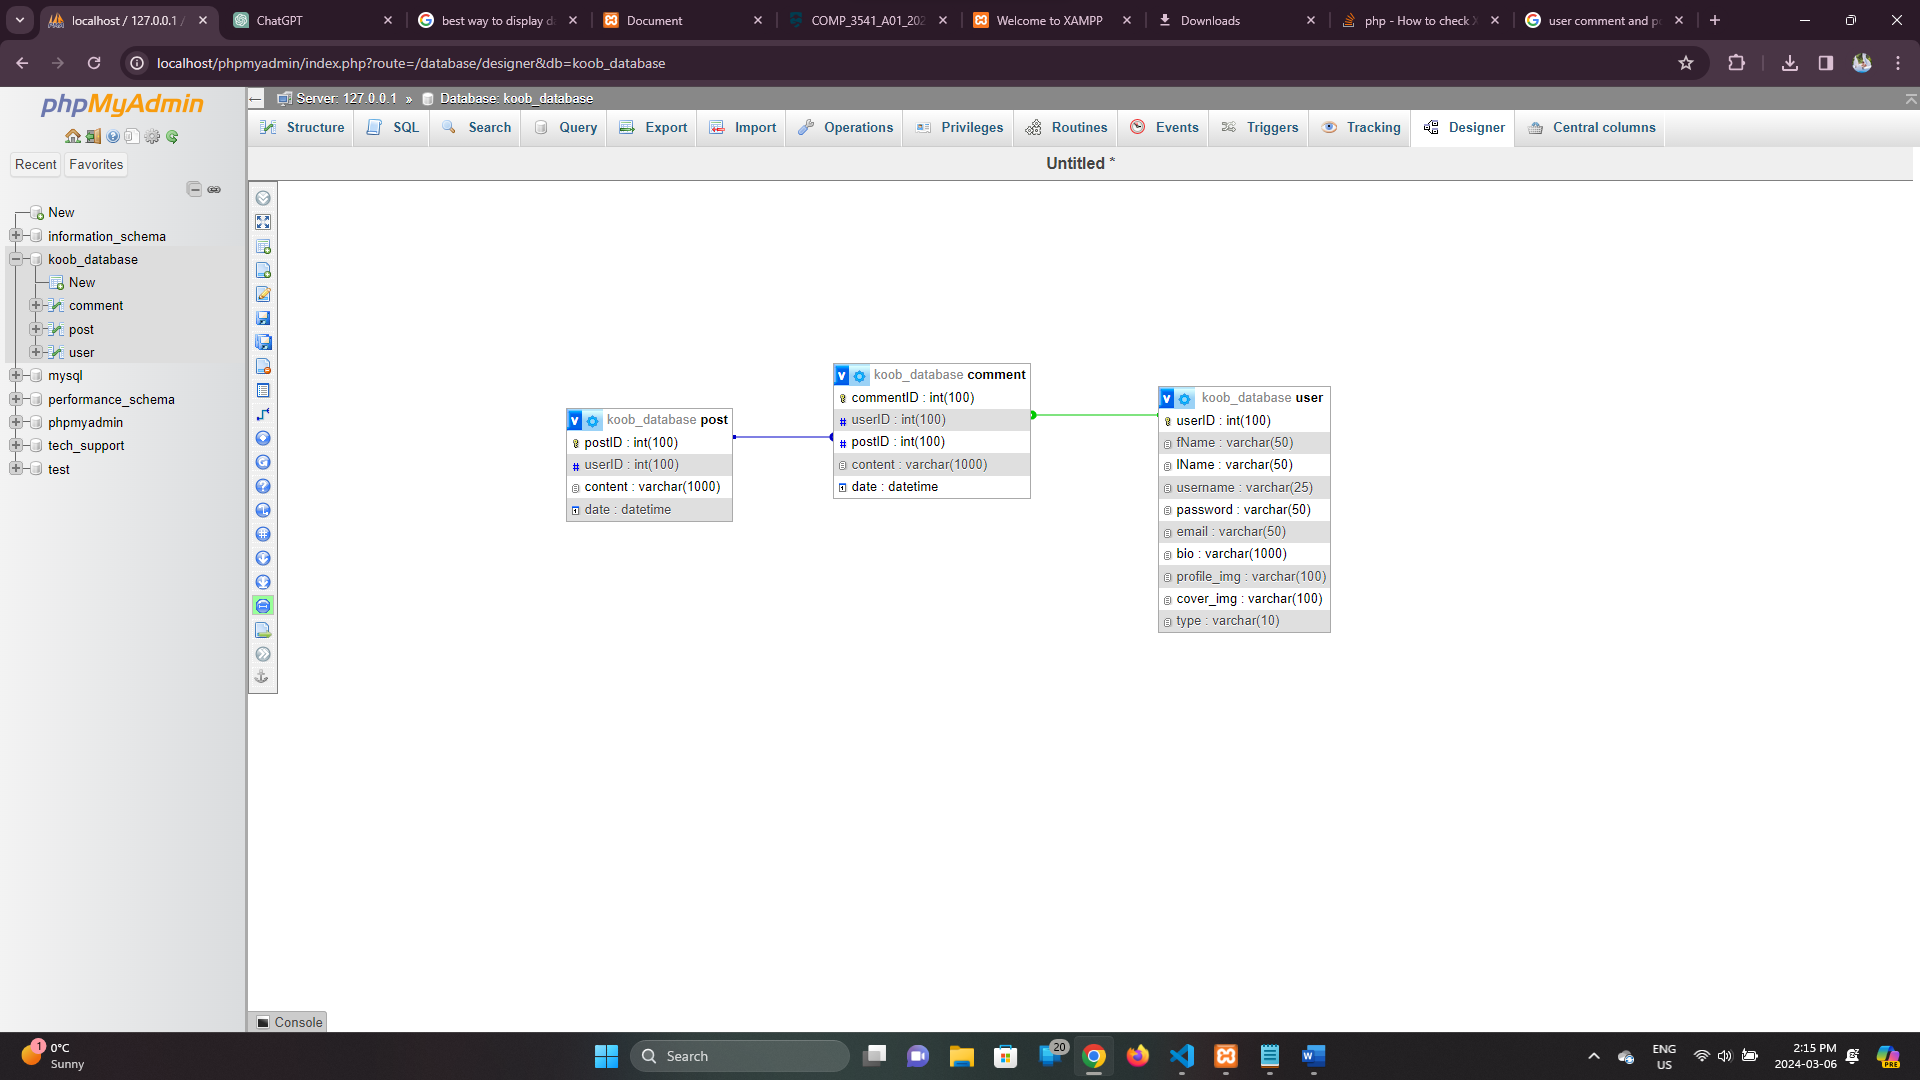 localhost / 127.0.0.1 /
ChatGPT
best way to display d
Document
COMP_3541_A01_202
Welcome to XAMPP
Downloads
php - How to check X
user comment and p
localhost/phpmyadmin/index.php?route=/database/designer&db=koob_database
phpMyAdmin
Recent
Favorites
New
information_schema
koob_database
New
comment
post
user
mysql
performance_schema
phpmyadmin
tech_support
test
Server: 127.0.0.1 » Database: koob_database
Structure
SQL
Search
Query
Export
Import
Operations
Privileges
Routines
Events
Triggers
Tracking
Designer
Central columns
Untitled *
koob_database post
postID : int(100)
userID : int(100)
content : varchar(1000)
date : datetime
koob_database comment
commentID : int(100)
userID : int(100)
postID : int(100)
content : varchar(1000)
date : datetime
koob_database user
userID : int(100)
fName : varchar(50)
lName : varchar(50)
username : varchar(25)
password : varchar(50)
email : varchar(50)
bio : varchar(1000)
profile_img : varchar(100)
cover_img : varchar(100)
type : varchar(10)
Console
1
0°C
Sunny
Search
20
ENG
US
2:15 PM
2024-03-06
PRE